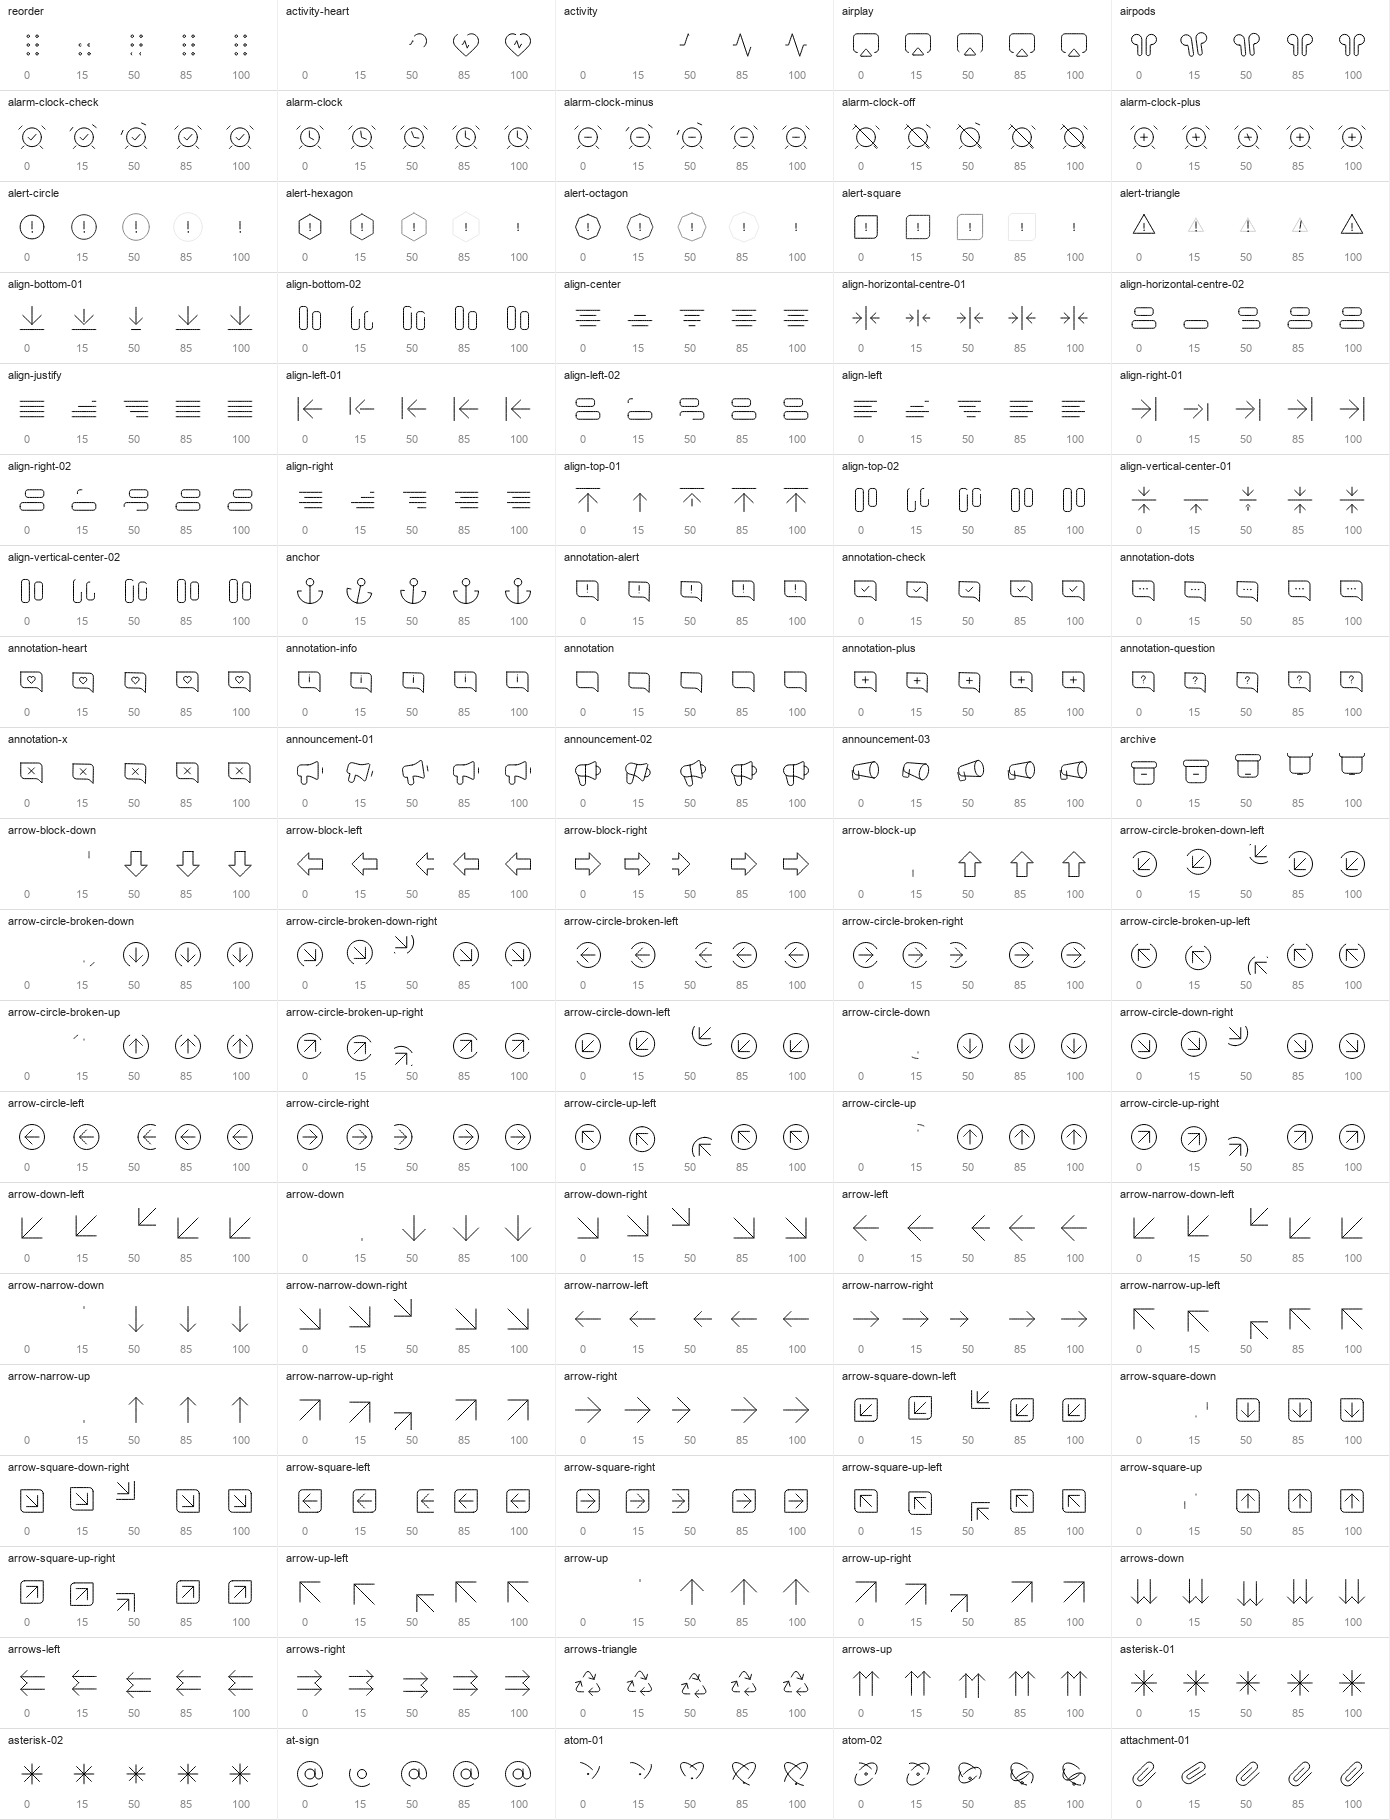 reorder activity-heart activity airplay airpods
0 15 50 85 100 0 15 50 85 100 0 15 50 85 100 0 15 50 85 100 0 15 50 85 100
alarm-clock-check alarm-clock alarm-clock-minus alarm-clock-off alarm-clock-plus
0 15 50 85 100 0 15 50 85 100 0 15 50 85 100 0 15 50 85 100 0 15 50 85 100
alert-circle alert-hexagon alert-octagon alert-square alert-triangle
0 15 50 85 100 0 15 50 85 100 0 15 50 85 100 0 15 50 85 100 0 15 50 85 100
align-bottom-01 align-bottom-02 align-center align-horizontal-centre-01 align-horizontal-centre-02
0 15 50 85 100 0 15 50 85 100 0 15 50 85 100 0 15 50 85 100 0 15 50 85 100
align-justify align-left-01 align-left-02 align-left align-right-01
0 15 50 85 100 0 15 50 85 100 0 15 50 85 100 0 15 50 85 100 0 15 50 85 100
align-right-02 align-right align-top-01 align-top-02 align-vertical-center-01
0 15 50 85 100 0 15 50 85 100 0 15 50 85 100 0 15 50 85 100 0 15 50 85 100
align-vertical-center-02 anchor annotation-alert annotation-check annotation-dots
0 15 50 85 100 0 15 50 85 100 0 15 50 85 100 0 15 50 85 100 0 15 50 85 100
annotation-heart annotation-info annotation annotation-plus annotation-question
0 15 50 85 100 0 15 50 85 100 0 15 50 85 100 0 15 50 85 100 0 15 50 85 100
annotation-x announcement-01 announcement-02 announcement-03 archive
0 15 50 85 100 0 15 50 85 100 0 15 50 85 100 0 15 50 85 100 0 15 50 85 100
arrow-block-down arrow-block-left arrow-block-right arrow-block-up arrow-circle-broken-down-left
0 15 50 85 100 0 15 50 85 100 0 15 50 85 100 0 15 50 85 100 0 15 50 85 100
arrow-circle-broken-down arrow-circle-broken-down-right arrow-circle-broken-left arrow-circle-broken-right arrow-circle-broken-up-left
0 15 50 85 100 0 15 50 85 100 0 15 50 85 100 0 15 50 85 100 0 15 50 85 100
arrow-circle-broken-up arrow-circle-broken-up-right arrow-circle-down-left arrow-circle-down arrow-circle-down-right
0 15 50 85 100 0 15 50 85 100 0 15 50 85 100 0 15 50 85 100 0 15 50 85 100
arrow-circle-left arrow-circle-right arrow-circle-up-left arrow-circle-up arrow-circle-up-right
0 15 50 85 100 0 15 50 85 100 0 15 50 85 100 0 15 50 85 100 0 15 50 85 100
arrow-down-left arrow-down arrow-down-right arrow-left arrow-narrow-down-left
0 15 50 85 100 0 15 50 85 100 0 15 50 85 100 0 15 50 85 100 0 15 50 85 100
arrow-narrow-down arrow-narrow-down-right arrow-narrow-left arrow-narrow-right arrow-narrow-up-left
0 15 50 85 100 0 15 50 85 100 0 15 50 85 100 0 15 50 85 100 0 15 50 85 100
arrow-narrow-up arrow-narrow-up-right arrow-right arrow-square-down-left arrow-square-down
0 15 50 85 100 0 15 50 85 100 0 15 50 85 100 0 15 50 85 100 0 15 50 85 100
arrow-square-down-right arrow-square-left arrow-square-right arrow-square-up-left arrow-square-up
0 15 50 85 100 0 15 50 85 100 0 15 50 85 100 0 15 50 85 100 0 15 50 85 100
arrow-square-up-right arrow-up-left arrow-up arrow-up-right arrows-down
0 15 50 85 100 0 15 50 85 100 0 15 50 85 100 0 15 50 85 100 0 15 50 85 100
arrows-left arrows-right arrows-triangle arrows-up asterisk-01
0 15 50 85 100 0 15 50 85 100 0 15 50 85 100 0 15 50 85 100 0 15 50 85 100
asterisk-02 at-sign atom-01 atom-02 attachment-01
0 15 50 85 100 0 15 50 85 100 0 15 50 85 100 0 15 50 85 100 0 15 50 85 100